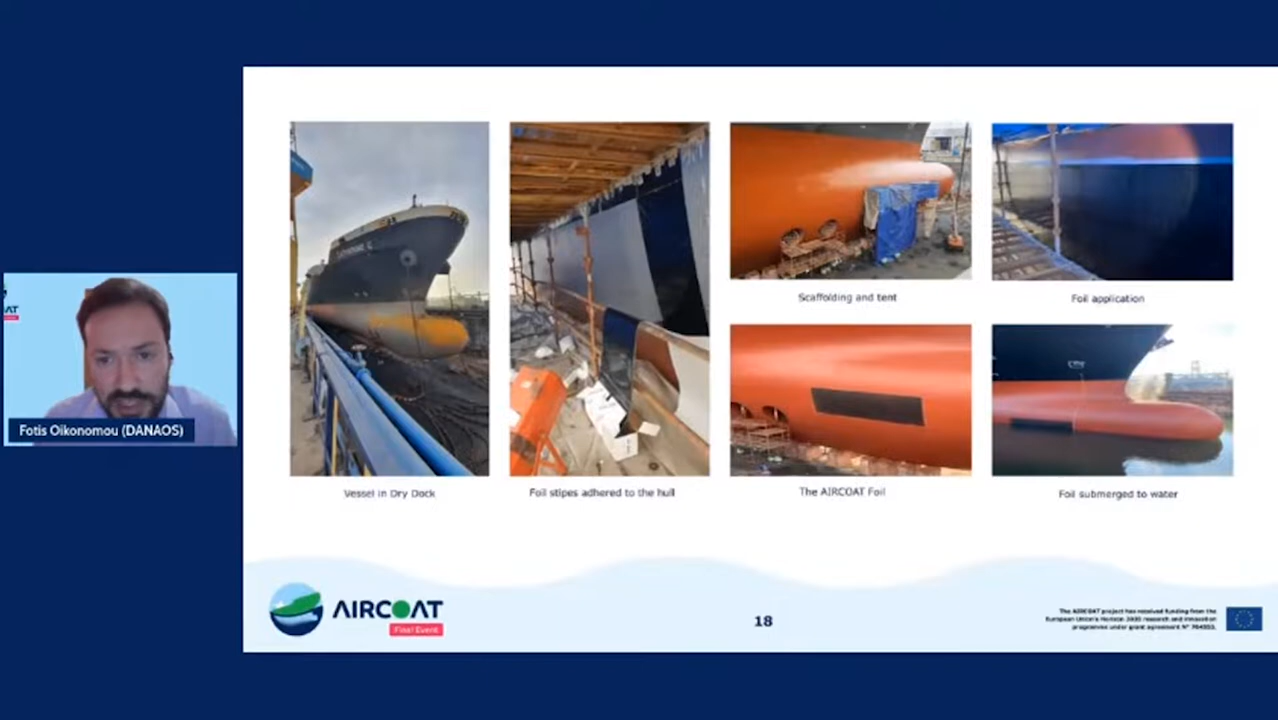 Fotis Oikonomou (DANAOS)
Scaffolding and tent
Foil application
Vessel in Dry Dock
Foil stipes adhered to the hull
The AIRCOAT Foil
Foil submerged to water
AIRCOAT
Final Event
18
The AIRCOAT project has received funding from the
European Union's Horizon 2020 research and innovation
programme under grant agreement N°